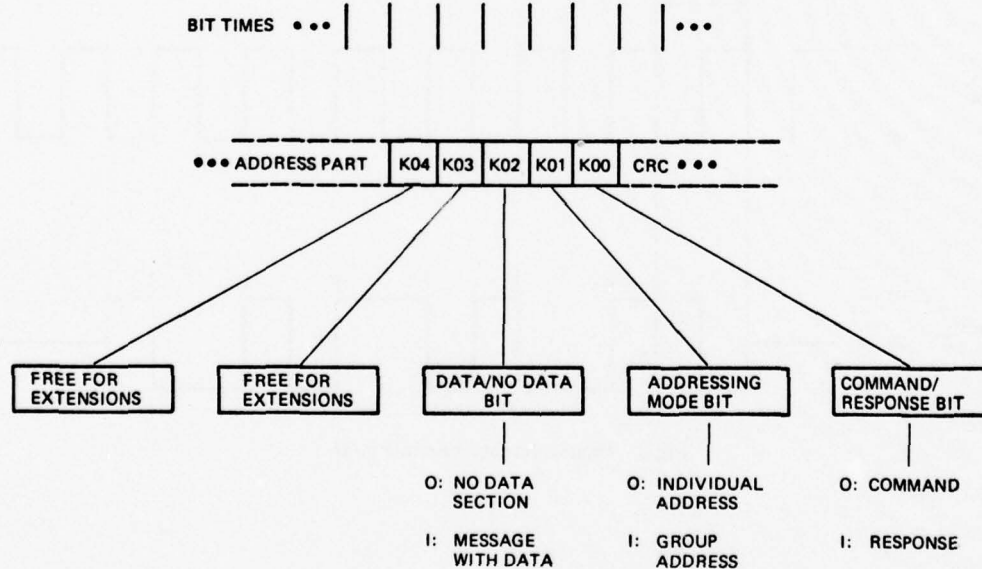 BIT TIMES ••• •••
••• ADDRESS PART K04 K03 K02 K01 K00 CRC •••
FREE FOR
EXTENSIONS
FREE FOR
EXTENSIONS
DATA/NO DATA
BIT
ADDRESSING
MODE BIT
COMMAND/
RESPONSE BIT
O: NO DATA
SECTION
I: MESSAGE
WITH DATA
O: INDIVIDUAL
ADDRESS
I: GROUP
ADDRESS
O: COMMAND
I: RESPONSE